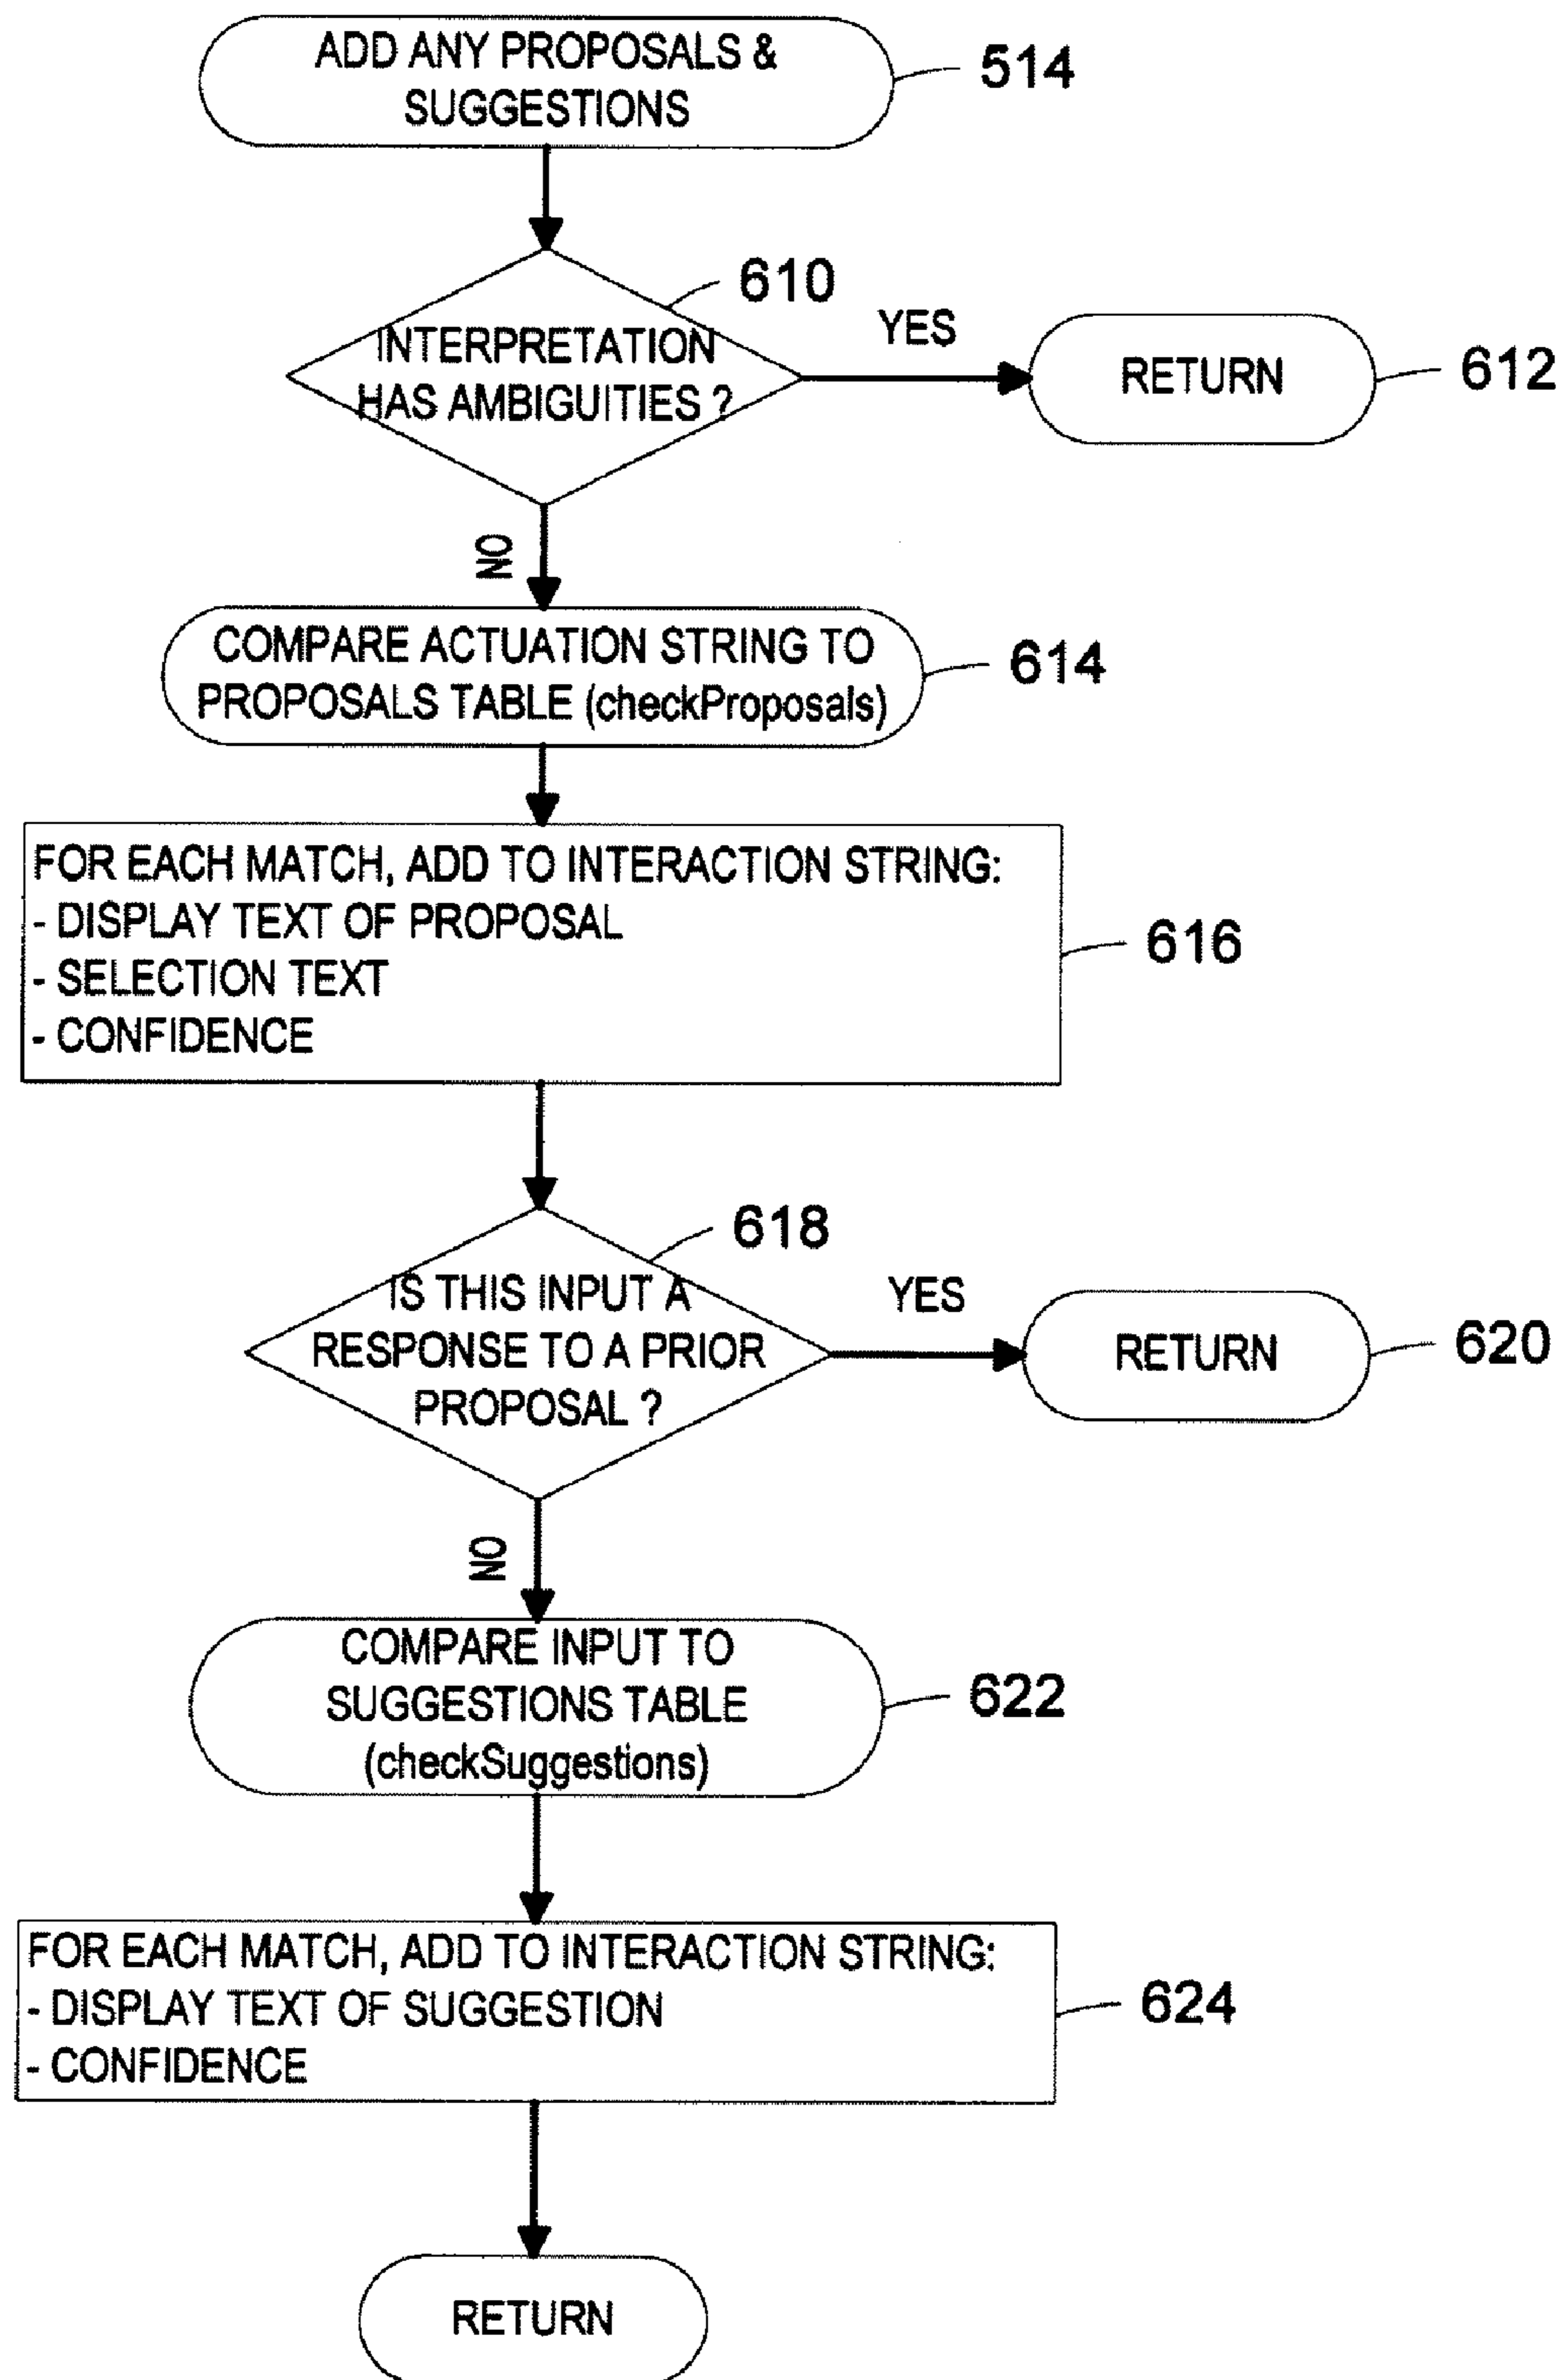 ADD ANY PROPOSALS &
SUGGESTIONS
514
610
INTERPRETATION
HAS AMBIGUITIES ?
YES
RETURN
612
NO
COMPARE ACTUATION STRING TO
PROPOSALS TABLE (checkProposals)
614
FOR EACH MATCH, ADD TO INTERACTION STRING:
- DISPLAY TEXT OF PROPOSAL
- SELECTION TEXT
- CONFIDENCE
616
618
IS THIS INPUT A
RESPONSE TO A PRIOR
PROPOSAL ?
YES
RETURN
620
NO
COMPARE INPUT TO
SUGGESTIONS TABLE
(checkSuggestions)
622
FOR EACH MATCH, ADD TO INTERACTION STRING:
- DISPLAY TEXT OF SUGGESTION
- CONFIDENCE
624
RETURN